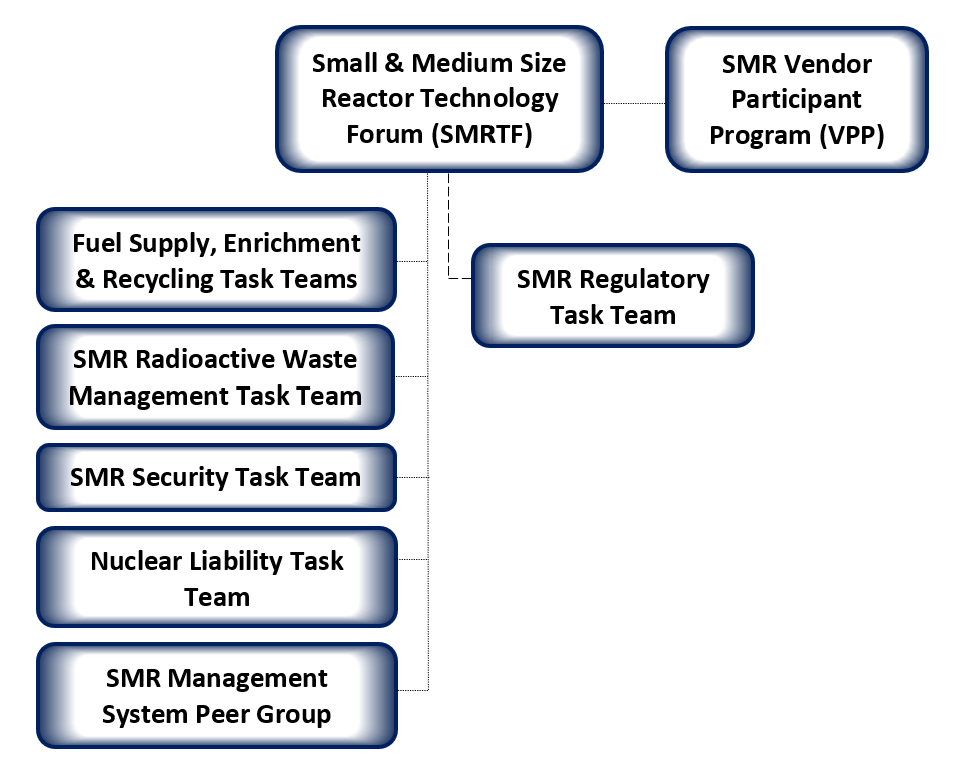 Small & Medium Size
Reactor Technology
Forum (SMRTF)
SMR Vendor
Participant
Program (VPP)
Fuel Supply, Enrichment
& Recycling Task Teams
SMR Regulatory
Task Team
SMR Radioactive Waste
Management Task Team
SMR Security Task Team
Nuclear Liability Task
Team
SMR Management
System Peer Group